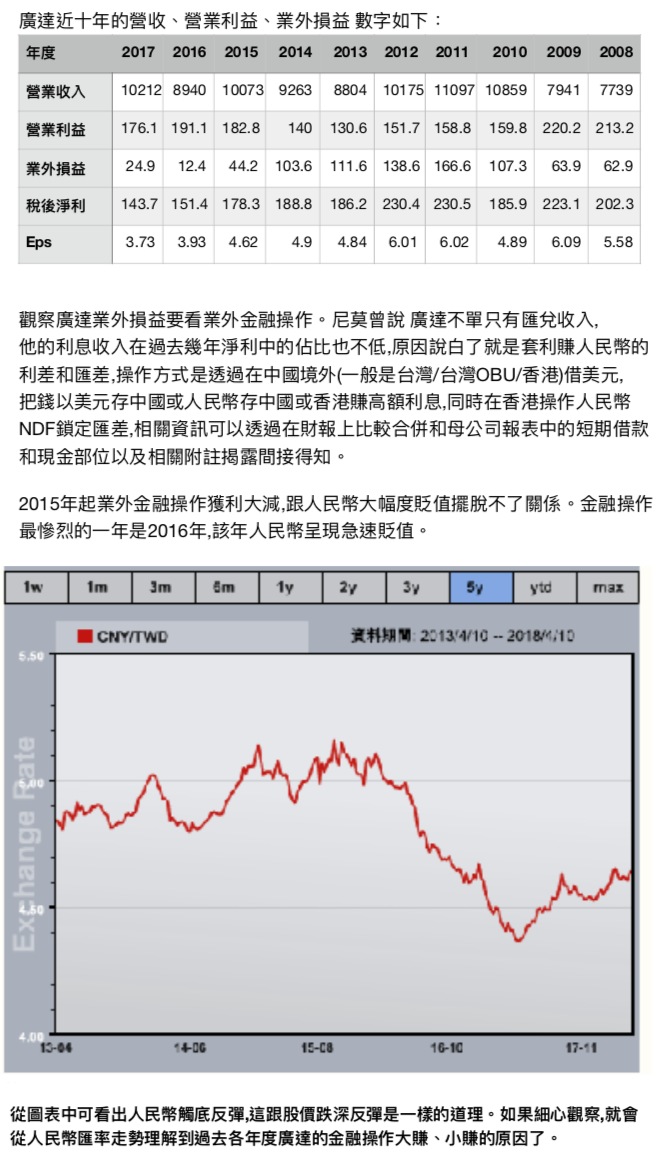 廣達近十年的營收、營業利益、業外損益 數字如下：
年度 2017 2016 2015 2014 2013 2012 2011 2010 2009 2008
營業收入 10212 8940 10073 9263 8804 10175 11097 10859 7941 7739
營業利益 176.1 191.1 182.8 140 130.6 151.7 158.8 159.8 220.2 213.2
業外損益 24.9 12.4 44.2 103.6 111.6 138.6 166.6 107.3 63.9 62.9
稅後淨利 143.7 151.4 178.3 188.8 186.2 230.4 230.5 185.9 223.1 202.3
Eps 3.73 3.93 4.62 4.9 4.84 6.01 6.02 4.89 6.09 5.58
觀察廣達業外損益要看業外金融操作。尼莫曾說 廣達不單只有匯兌收入,
他的利息收入在過去幾年淨利中的佔比也不低,原因說白了就是套利賺人民幣的
利差和匯差,操作方式是透過在中國境外(一般是台灣/台灣OBU/香港)借美元,
把錢以美元存中國或人民幣存中國或香港賺高額利息,同時在香港操作人民幣
NDF鎖定匯差,相關資訊可以透過在財報上比較合併和母公司報表中的短期借款
和現金部位以及相關附註揭露間接得知。
2015年起業外金融操作獲利大減,跟人民幣大幅度貶值擺脫不了關係。金融操作
最慘烈的一年是2016年,該年人民幣呈現急速貶值。
1w 1m 3m 6m 1y 2y 3y 5y ytd max
CNY/TWD 資料期間: 2013/4/10 -- 2018/4/10
Exchange Rate
5.50
5.00
4.50
4.00
13-04 14-06 15-08 16-10 17-11
從圖表中可看出人民幣觸底反彈,這跟股價跌深反彈是一樣的道理。如果細心觀察,就會
從人民幣匯率走勢理解到過去各年度廣達的金融操作大賺、小賺的原因了。